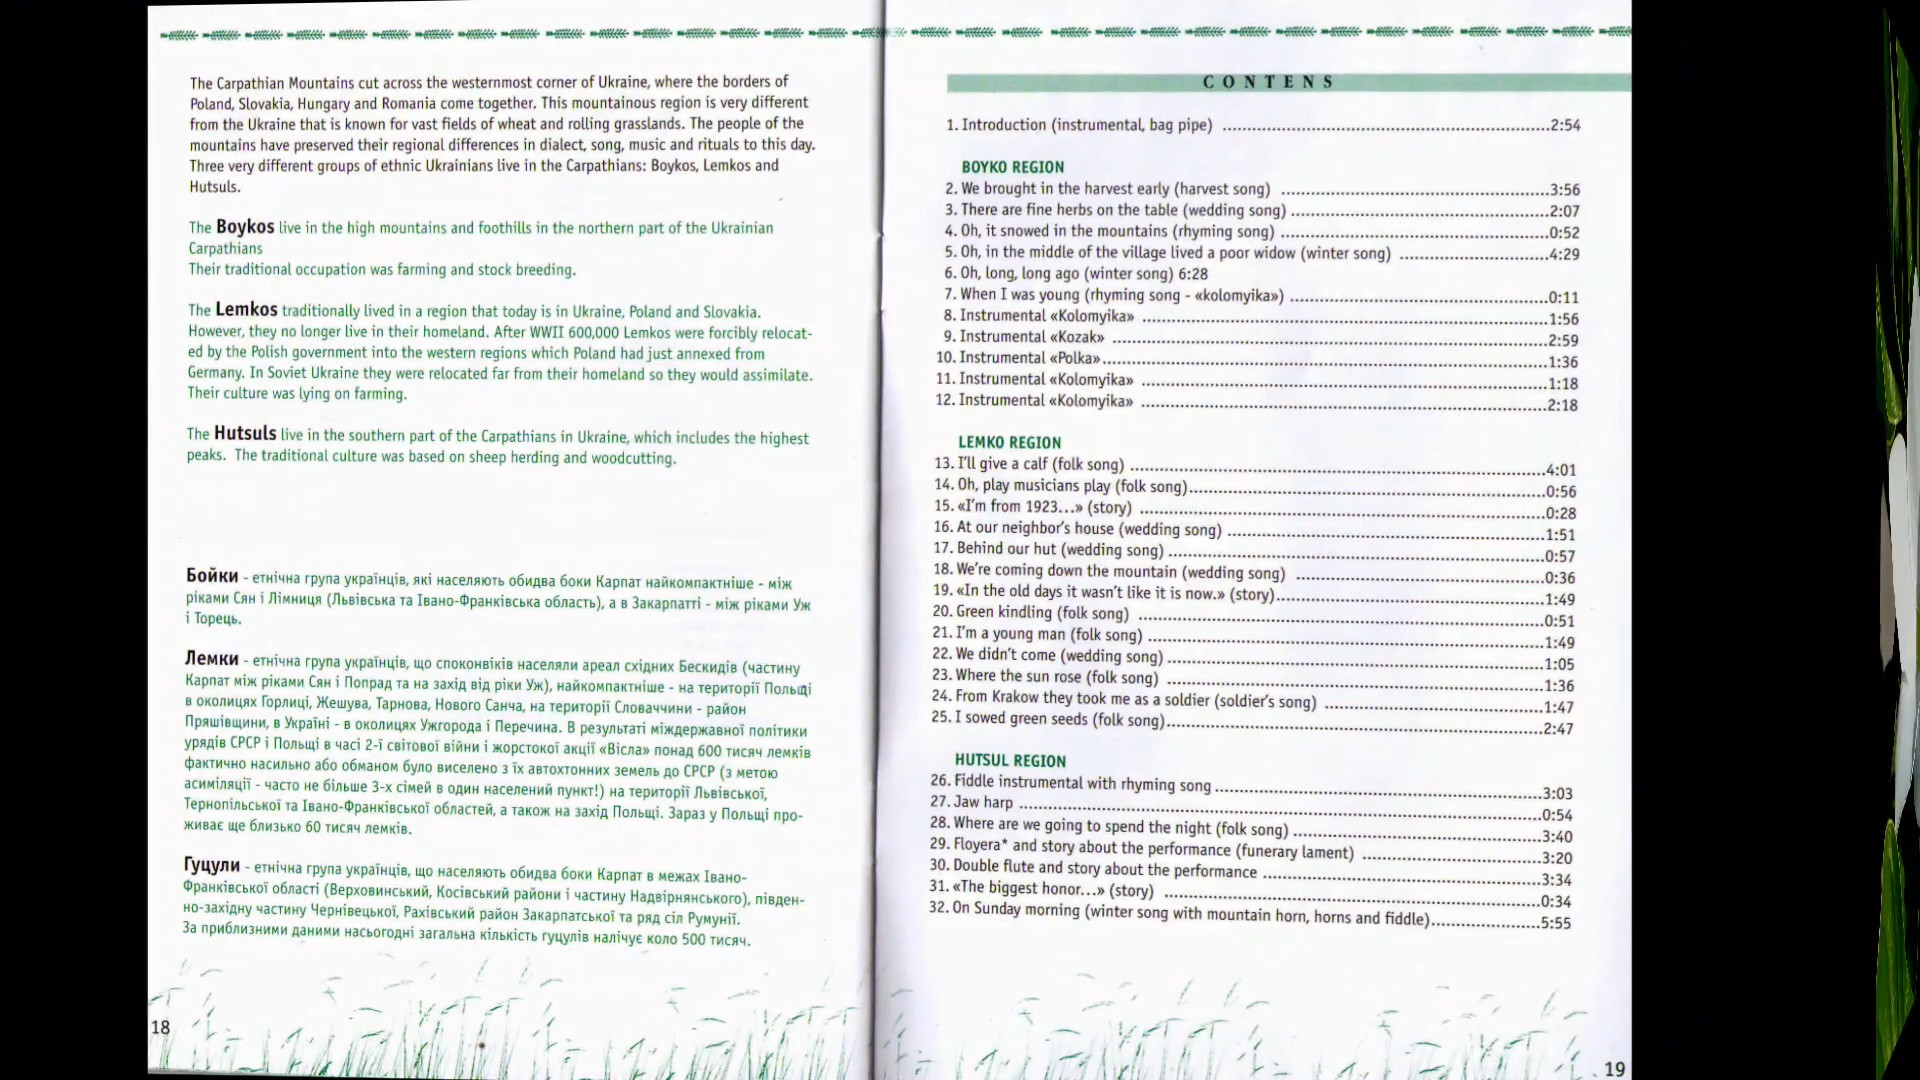 The Carpathian Mountains cut across the westernmost corner of Ukraine, where the borders of
Poland, Slovakia, Hungary and Romania come together. This mountainous region is very different
from the Ukraine that is known for vast fields of wheat and rolling grasslands. The people of the
mountains have preserved their regional differences in dialect, song, music and rituals to this day.
Three very different groups of ethnic Ukrainians live in the Carpathians: Boykos, Lemkos and
Hutsuls.
The Boykos live in the high mountains and foothills in the northern part of the Ukrainian
Carpathians
Their traditional occupation was farming and stock breeding.
The Lemkos traditionally lived in a region that today is in Ukraine, Poland and Slovakia.
However, they no longer live in their homeland. After WWII 600,000 Lemkos were forcibly relocat-
ed by the Polish government into the western regions which Poland had just annexed from
Germany. In Soviet Ukraine they were relocated far from their homeland so they would assimilate.
Their culture was lying on farming.
The Hutsuls live in the southern part of the Carpathians in Ukraine, which includes the highest
peaks. The traditional culture was based on sheep herding and woodcutting.
Бойки - етнічна група українців, які населяють обидва боки Карпат найкомпактніше - між
ріками Сян і Лімниця (Львівська та Івано-Франківська область), а в Закарпатті - між ріками Уж
і Торець.
Лемки - етнічна група українців, що споконвіків населяли ареал східних Бескидів (частину
Карпат між ріками Сян і Попрад та на захід від ріки Уж), найкомпактніше - на території Польщі
в околицях Горлиці, Жешува, Тарнова, Нового Санча, на території Словаччини - район
Пряшівщини, в Україні - в околицях Ужгорода і Перечина. В результаті міждержавної політики
урядів СРСР і Польщі в часі 2-ї світової війни і жорстокої акції «Вісла» понад 600 тисяч лемків
фактично насильно або обманом було виселено з їх автохтонних земель до СРСР (з метою
асиміляції - часто не більше 3-х сімей в один населений пункт!) на території Львівської,
Тернопільської та Івано-Франківської областей, а також на захід Польщі. Зараз у Польщі про-
живає ще близько 60 тисяч лемків.
Гуцули - етнічна група українців, що населяють обидва боки Карпат в межах Івано-
Франківської області (Верховинський, Косівський райони і частину Надвірнянського), півден-
но-західну частину Чернівецької, Рахівський район Закарпатської та ряд сіл Румунії.
За приблизними даними насьогодні загальна кількість гуцулів налічує коло 500 тисяч.
18
CONTENS
1. Introduction (instrumental, bag pipe) ........ 2:54
BOYKO REGION
2. We brought in the harvest early (harvest song) ........ 3:56
3. There are fine herbs on the table (wedding song) ........ 2:07
4. Oh, it snowed in the mountains (rhyming song) ........ 0:52
5. Oh, in the middle of the village lived a poor widow (winter song) ........ 4:29
6. Oh, long, long ago (winter song) 6:28
7. When I was young (rhyming song - «kolomyika») ........ 0:11
8. Instrumental «Kolomyika» ........ 1:56
9. Instrumental «Kozak» ........ 2:59
10. Instrumental «Polka» ........ 1:36
11. Instrumental «Kolomyika» ........ 1:18
12. Instrumental «Kolomyika» ........ 2:18
LEMKO REGION
13. I'll give a calf (folk song) ........ 4:01
14. Oh, play musicians play (folk song) ........ 0:56
15. «I'm from 1923...» (story) ........ 0:28
16. At our neighbor's house (wedding song) ........ 1:51
17. Behind our hut (wedding song) ........ 0:57
18. We're coming down the mountain (wedding song) ........ 0:36
19. «In the old days it wasn't like it is now.» (story) ........ 1:49
20. Green kindling (folk song) ........ 0:51
21. I'm a young man (folk song) ........ 1:49
22. We didn't come (wedding song) ........ 1:05
23. Where the sun rose (folk song) ........ 1:36
24. From Krakow they took me as a soldier (soldier's song) ........ 1:47
25. I sowed green seeds (folk song) ........ 2:47
HUTSUL REGION
26. Fiddle instrumental with rhyming song ........ 3:03
27. Jaw harp ........ 0:54
28. Where are we going to spend the night (folk song) ........ 3:40
29. Floyera* and story about the performance (funerary lament) ........ 3:20
30. Double flute and story about the performance ........ 3:34
31. «The biggest honor...» (story) ........ 0:34
32. On Sunday morning (winter song with mountain horn, horns and fiddle) ........ 5:55
19